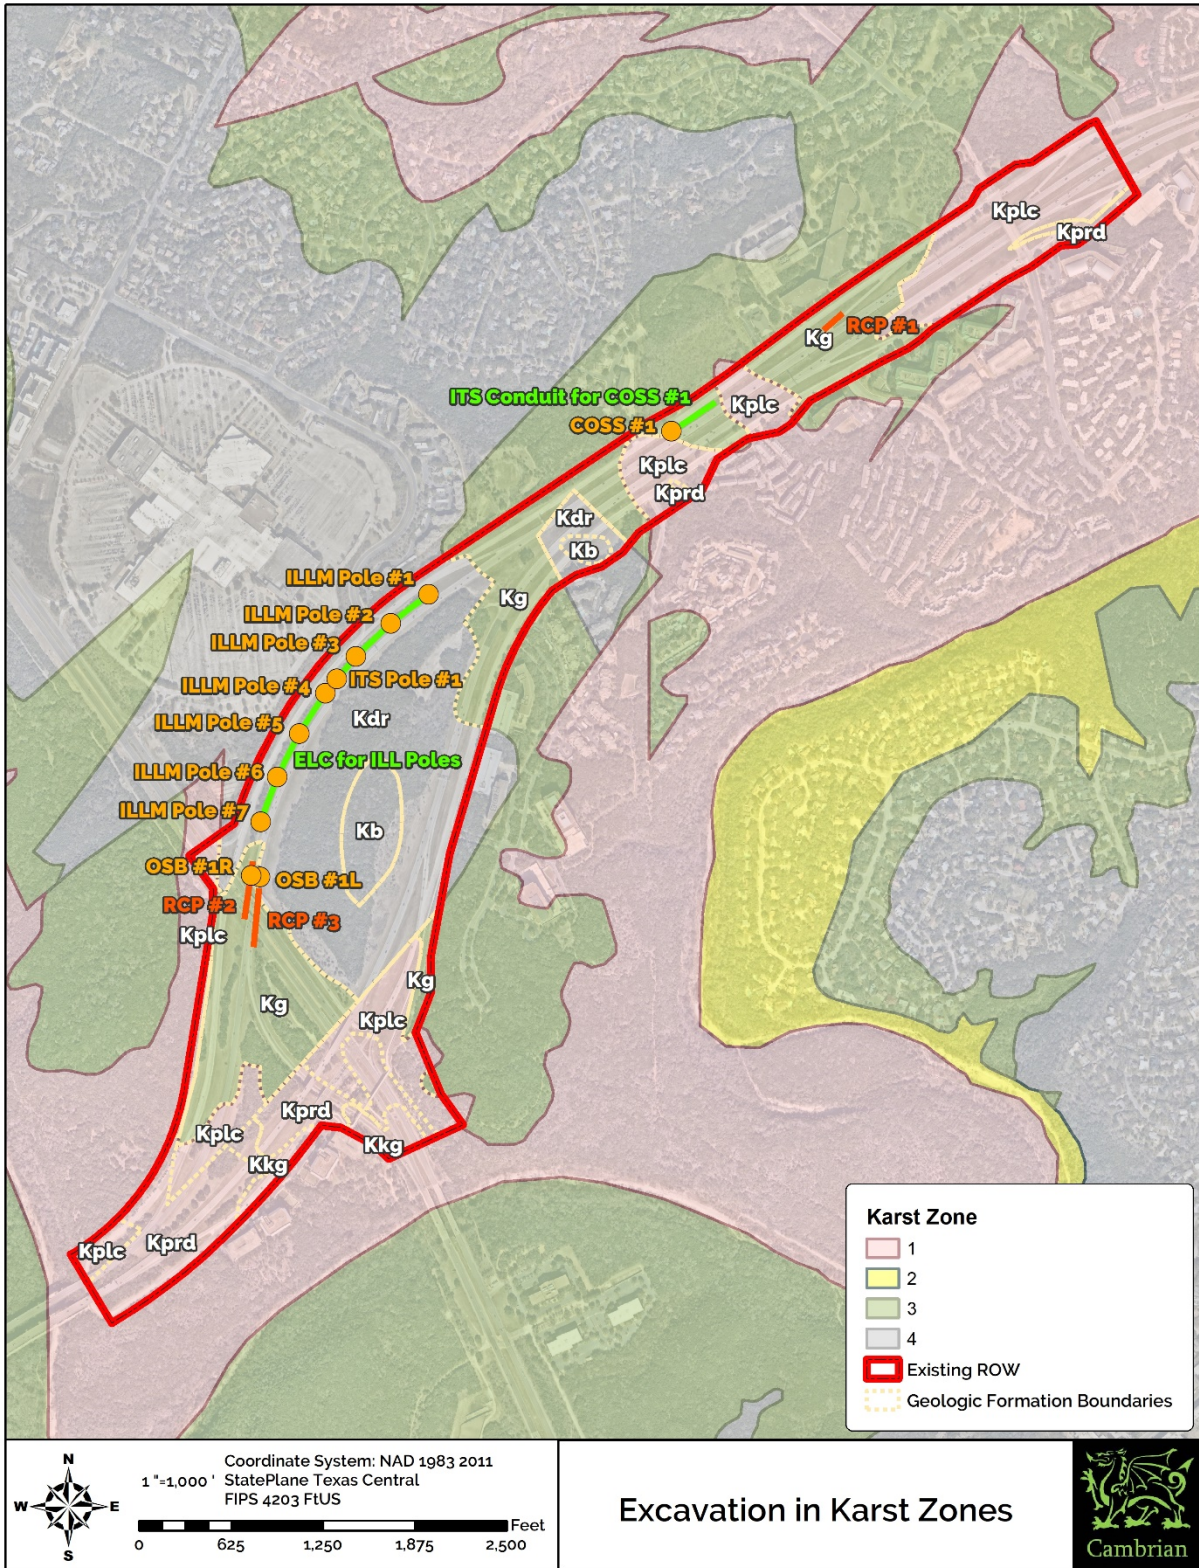 Kplc
Kprd
RCP #1
Kg
ITS Conduit for COSS #1
Kplc
COSS #1
Kplc
Kprd
Kdr
Kb
ILLM Pole #1
Kg
ILLM Pole #2
ILLM Pole #3
ITS Pole #1
ILLM Pole #4
Kdr
ILLM Pole #5
ELC for ILL Poles
ILLM Pole #6
ILLM Pole #7
Kb
OSB #1R
OSB #1L
RCP #2
RCP #3
Kplc
Kg
Kg
Kplc
Kprd
Kplc
Kkg
Kkg
Kprd
Kplc
Karst Zone
1
2
3
4
Existing ROW
Geologic Formation Boundaries
N
W
E
S
1 "=1,000 '
Coordinate System: NAD 1983 2011
StatePlane Texas Central
FIPS 4203 FtUS
Feet
0 625 1,250 1,875 2,500
Excavation in Karst Zones
Cambrian